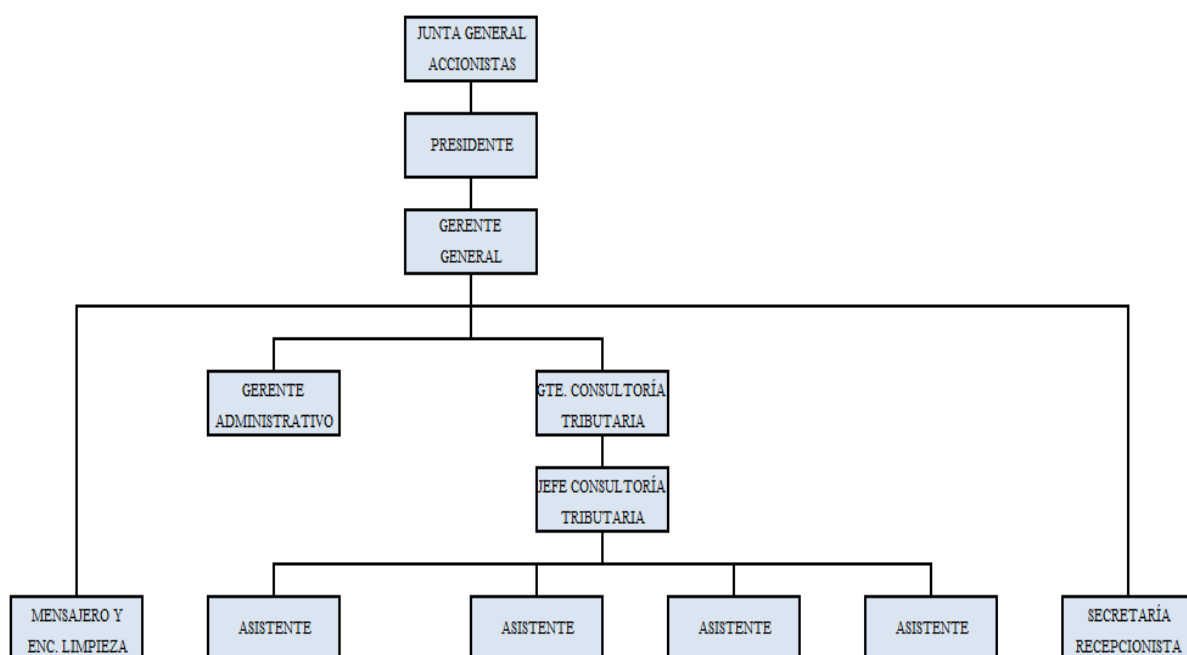 JUNTA GENERAL
ACCIONISTAS
PRESIDENTE
GERENTE
GENERAL
GERENTE
ADMINISTRATIVO
GTE. CONSULTORÍA
TRIBUTARIA
JEFE CONSULTORÍA
TRIBUTARIA
MENSAJERO Y
ENC. LIMPIEZA
ASISTENTE
ASISTENTE
ASISTENTE
ASISTENTE
SECRETARÍA
RECEPCIONISTA